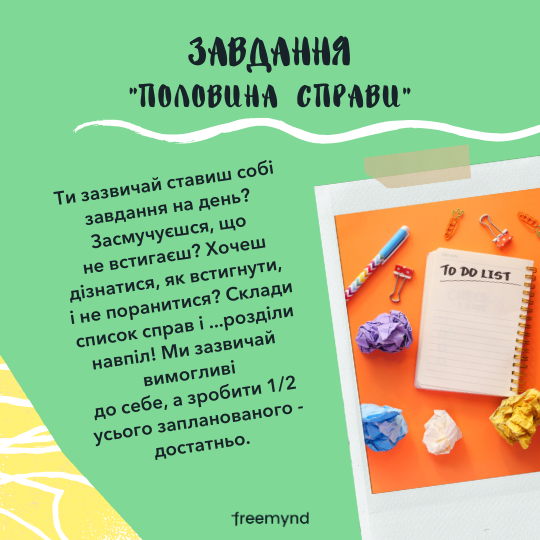 ЗАВДАННЯ
"ПОЛОВИНА СПРАВИ"
Ти зазвичай ставиш собі
завдання на день?
Засмучуєшся, що
не встигаєш? Хочеш
дізнатися, як встигнути,
і не поранитися? Склади
список справ і ...розділи
навпіл! Ми зазвичай
вимогливі
до себе, а зробити 1/2
усього запланованого -
достатньо.
TO DO LIST
freemynd